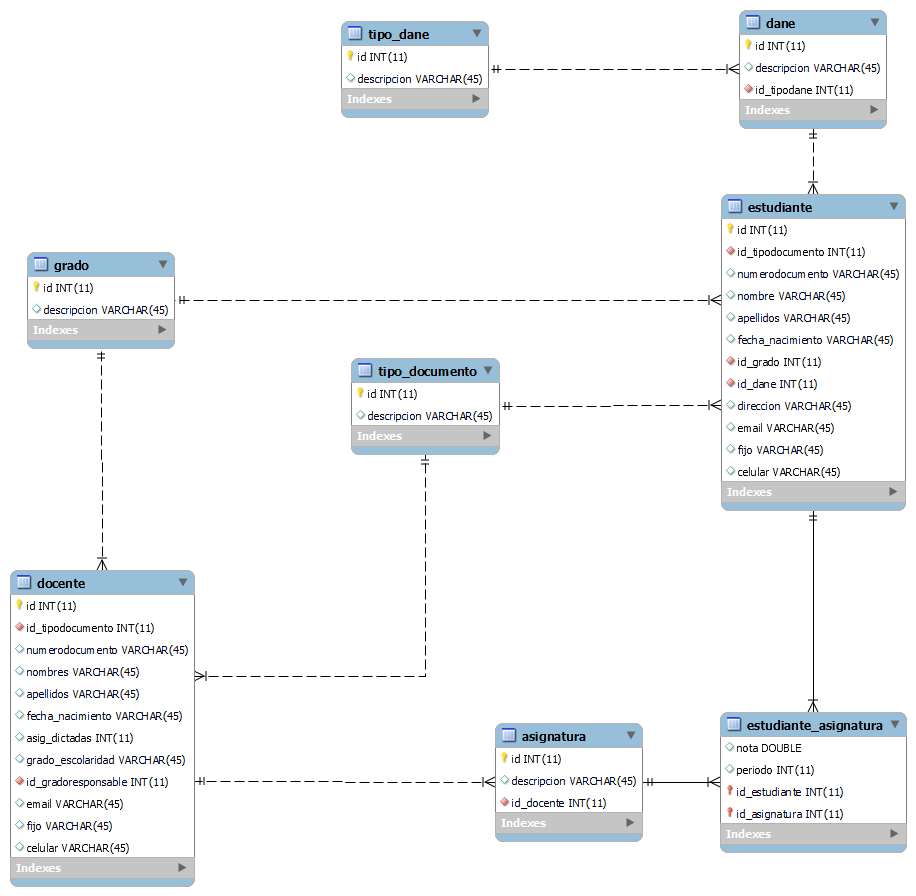 tipo_dane
id INT(11)
descripcion VARCHAR(45)
Indexes
dane
id INT(11)
descripcion VARCHAR(45)
id_tipodane INT(11)
Indexes
estudiante
id INT(11)
id_tipodocumento INT(11)
numerodocumento VARCHAR(45)
nombre VARCHAR(45)
apellidos VARCHAR(45)
fecha_nacimiento VARCHAR(45)
id_grado INT(11)
id_dane INT(11)
direccion VARCHAR(45)
email VARCHAR(45)
fijo VARCHAR(45)
celular VARCHAR(45)
Indexes
grado
id INT(11)
descripcion VARCHAR(45)
Indexes
tipo_documento
id INT(11)
descripcion VARCHAR(45)
Indexes
docente
id INT(11)
id_tipodocumento INT(11)
numerodocumento VARCHAR(45)
nombres VARCHAR(45)
apellidos VARCHAR(45)
fecha_nacimiento VARCHAR(45)
asig_dictadas INT(11)
grado_escolaridad VARCHAR(45)
id_gradoresponsable INT(11)
email VARCHAR(45)
fijo VARCHAR(45)
celular VARCHAR(45)
Indexes
asignatura
id INT(11)
descripcion VARCHAR(45)
id_docente INT(11)
Indexes
estudiante_asignatura
nota DOUBLE
periodo INT(11)
id_estudiante INT(11)
id_asignatura INT(11)
Indexes